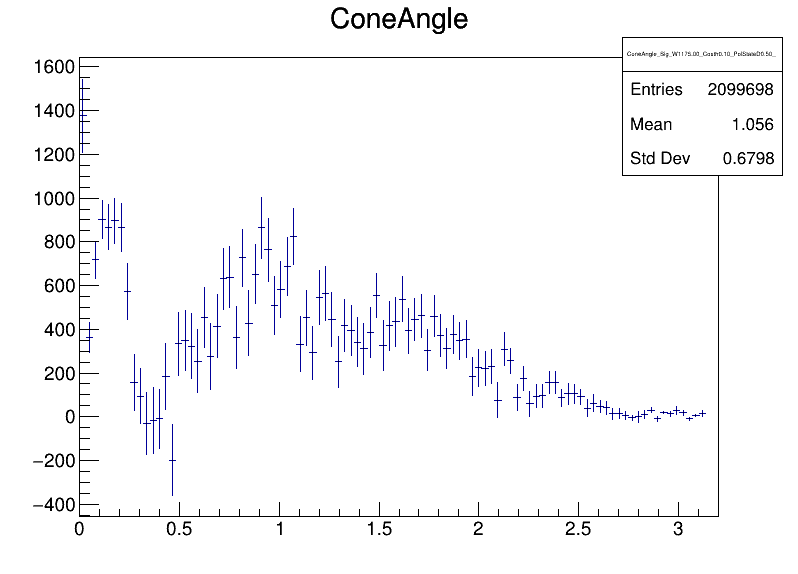 ConeAngle
ConeAngle_Sig_W1175.00_Costh0.10_PolStateD0.50_
Entries 2099698
Mean 1.056
Std Dev 0.6798
1600
1400
1200
1000
800
600
400
200
0
−200
−400
0 0.5 1 1.5 2 2.5 3